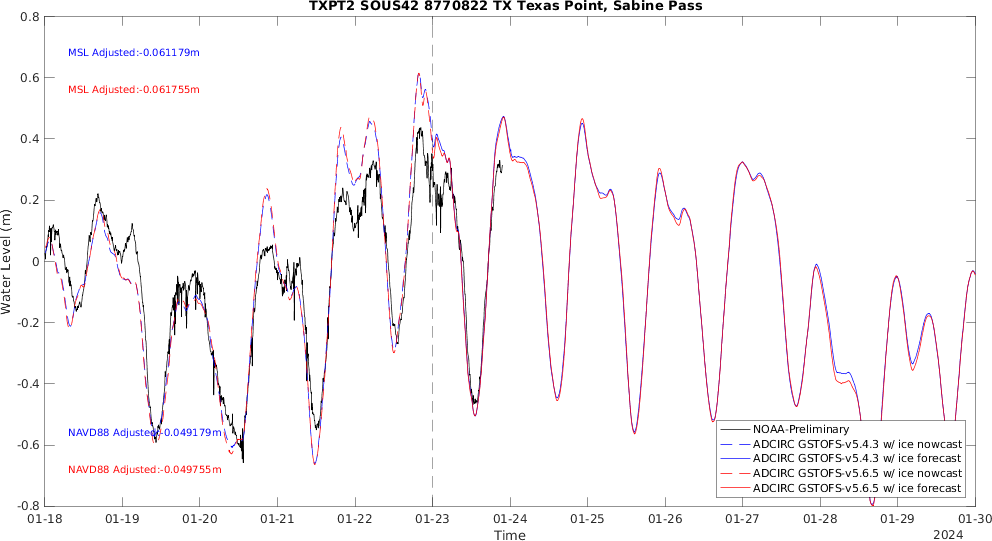 TXPT2 SOUS42 8770822 TX Texas Point, Sabine Pass
0.8
0.6
0.4
0.2
0
-0.2
-0.4
-0.6
-0.8
Water Level (m)
MSL Adjusted:-0.061179m
MSL Adjusted:-0.061755m
NAVD88 Adjusted:-0.049179m
NAVD88 Adjusted:-0.049755m
NOAA-Preliminary
ADCIRC GSTOFS-v5.4.3 w/ ice nowcast
ADCIRC GSTOFS-v5.4.3 w/ ice forecast
ADCIRC GSTOFS-v5.6.5 w/ ice nowcast
ADCIRC GSTOFS-v5.6.5 w/ ice forecast
01-18 01-19 01-20 01-21 01-22 01-23 01-24 01-25 01-26 01-27 01-28 01-29 01-30
Time
2024